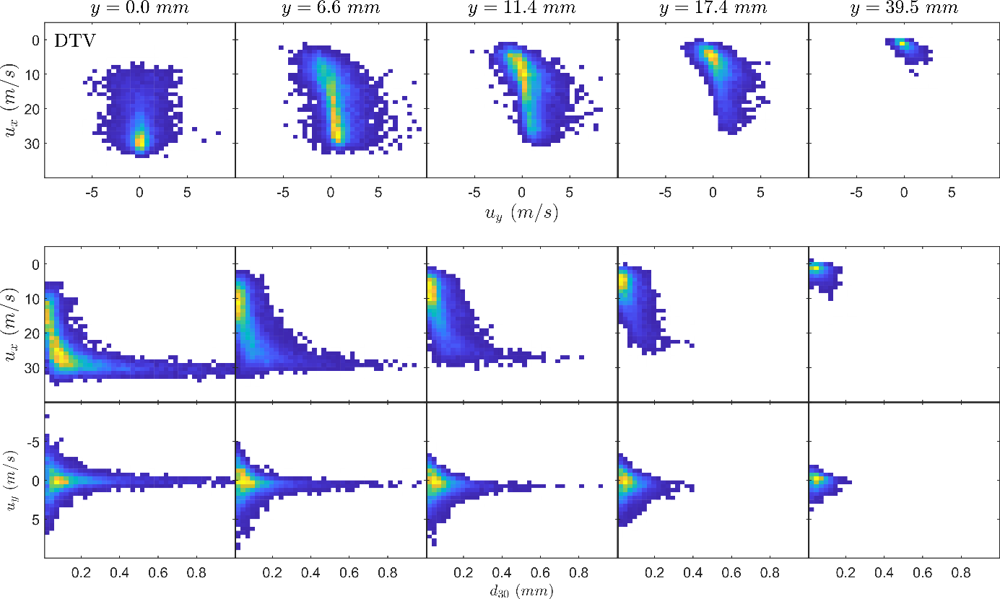 y = 0.0 mm y = 6.6 mm y = 11.4 mm y = 17.4 mm y = 39.5 mm
DTV
0
10
20
30
u_x (m/s)
-5 0 5 -5 0 5 -5 0 5 -5 0 5 -5 0 5
u_y (m/s)
0
10
20
30
u_x (m/s)
-5
0
5
u_y (m/s)
0.2 0.4 0.6 0.8 0.2 0.4 0.6 0.8 0.2 0.4 0.6 0.8 0.2 0.4 0.6 0.8 0.2 0.4 0.6 0.8
d_30 (mm)